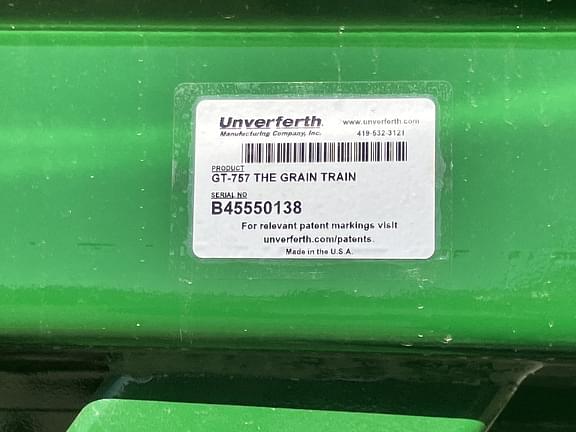 Unverferth
www.unverferth.com
Manufacturing Company, Inc.
419-532-3121
PRODUCT
GT-757 THE GRAIN TRAIN
SERIAL NO
B45550138
For relevant patent markings visit
unverferth.com/patents.
Made in the U.S.A.